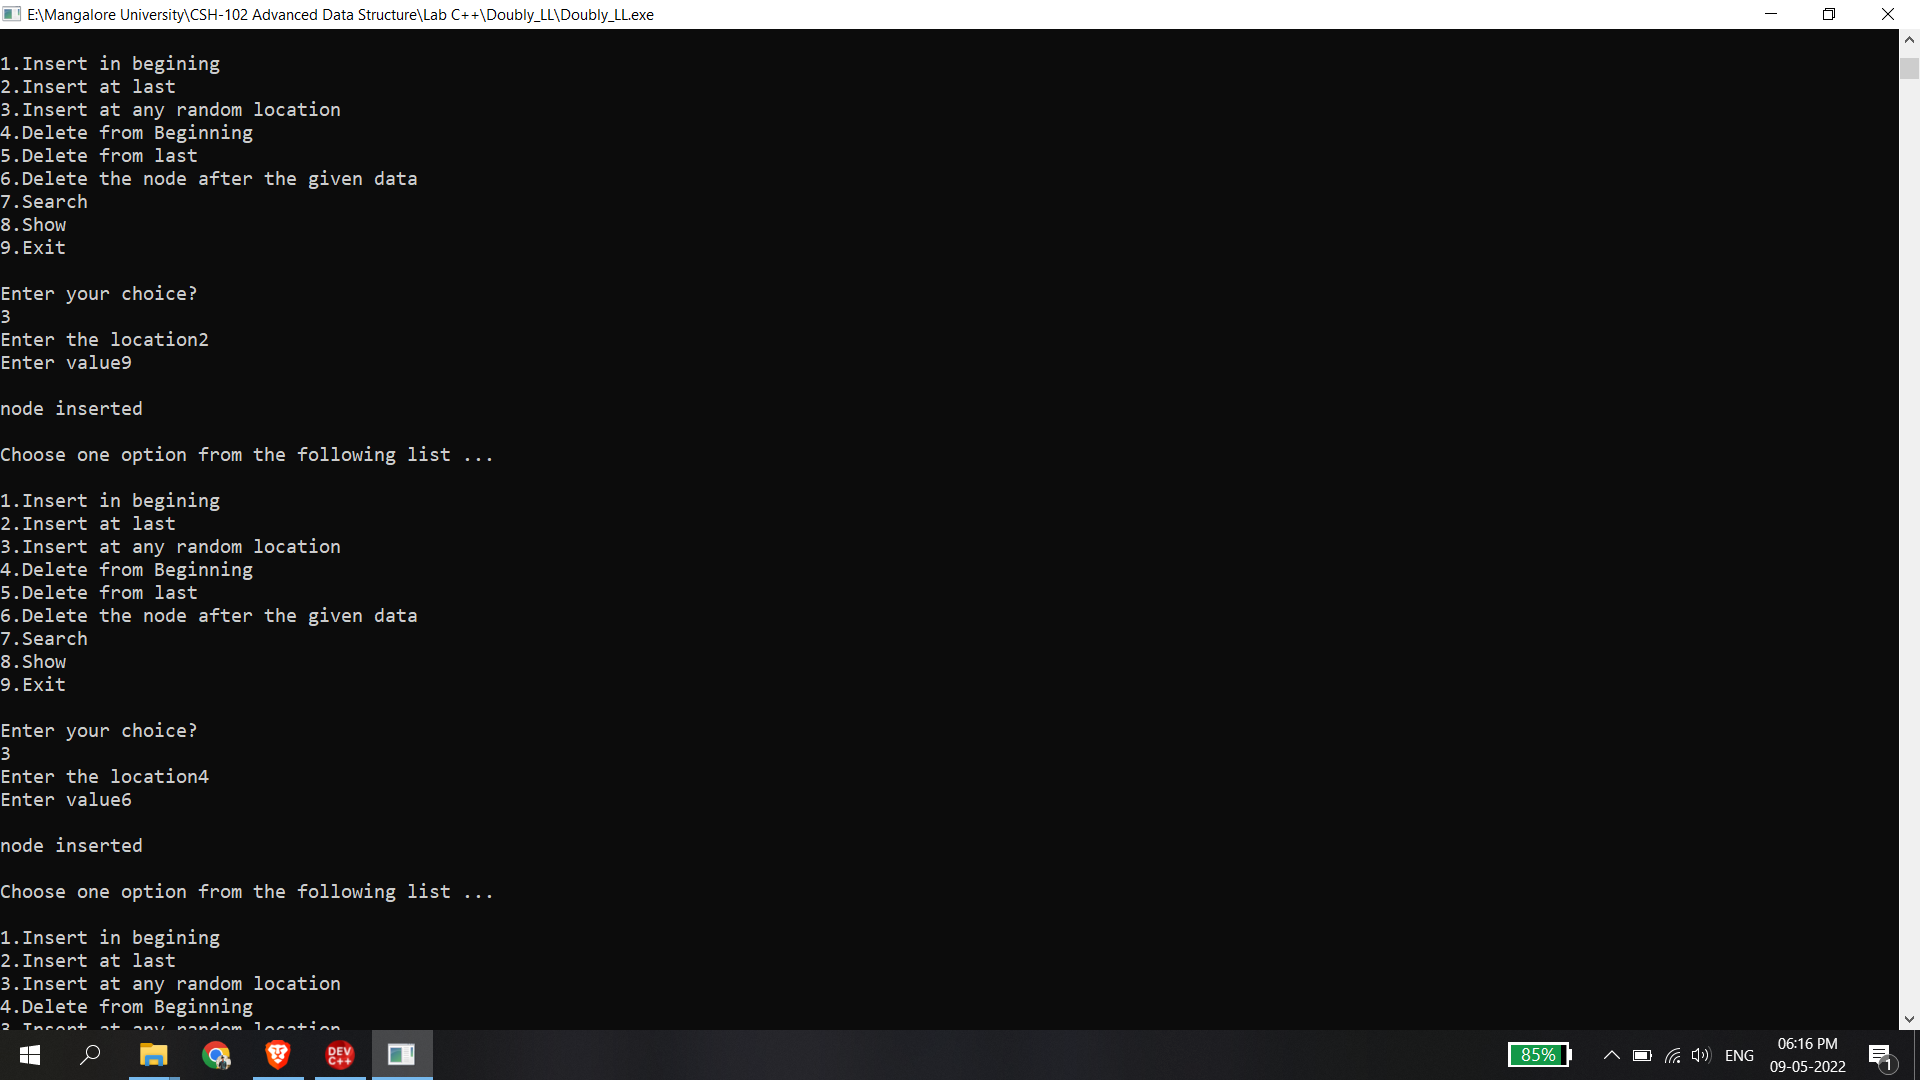 E:\Mangalore University\CSH-102 Advanced Data Structure\Lab C++\Doubly_LL\Doubly_LL.exe
1.Insert in begining
2.Insert at last
3.Insert at any random location
4.Delete from Beginning
5.Delete from last
6.Delete the node after the given data
7.Search
8.Show
9.Exit
Enter your choice?
3
Enter the location2
Enter value9
node inserted
Choose one option from the following list ...
1.Insert in begining
2.Insert at last
3.Insert at any random location
4.Delete from Beginning
5.Delete from last
6.Delete the node after the given data
7.Search
8.Show
9.Exit
Enter your choice?
3
Enter the location4
Enter value6
node inserted
Choose one option from the following list ...
1.Insert in begining
2.Insert at last
3.Insert at any random location
4.Delete from Beginning
3.Insert at any random location
DEV
C++
85%
ENG
06:16 PM
09-05-2022
1